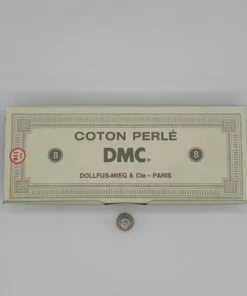 COTON PERLÉ
8 DMC® 8
DOLLFUS-MIEG & Cie - PARIS